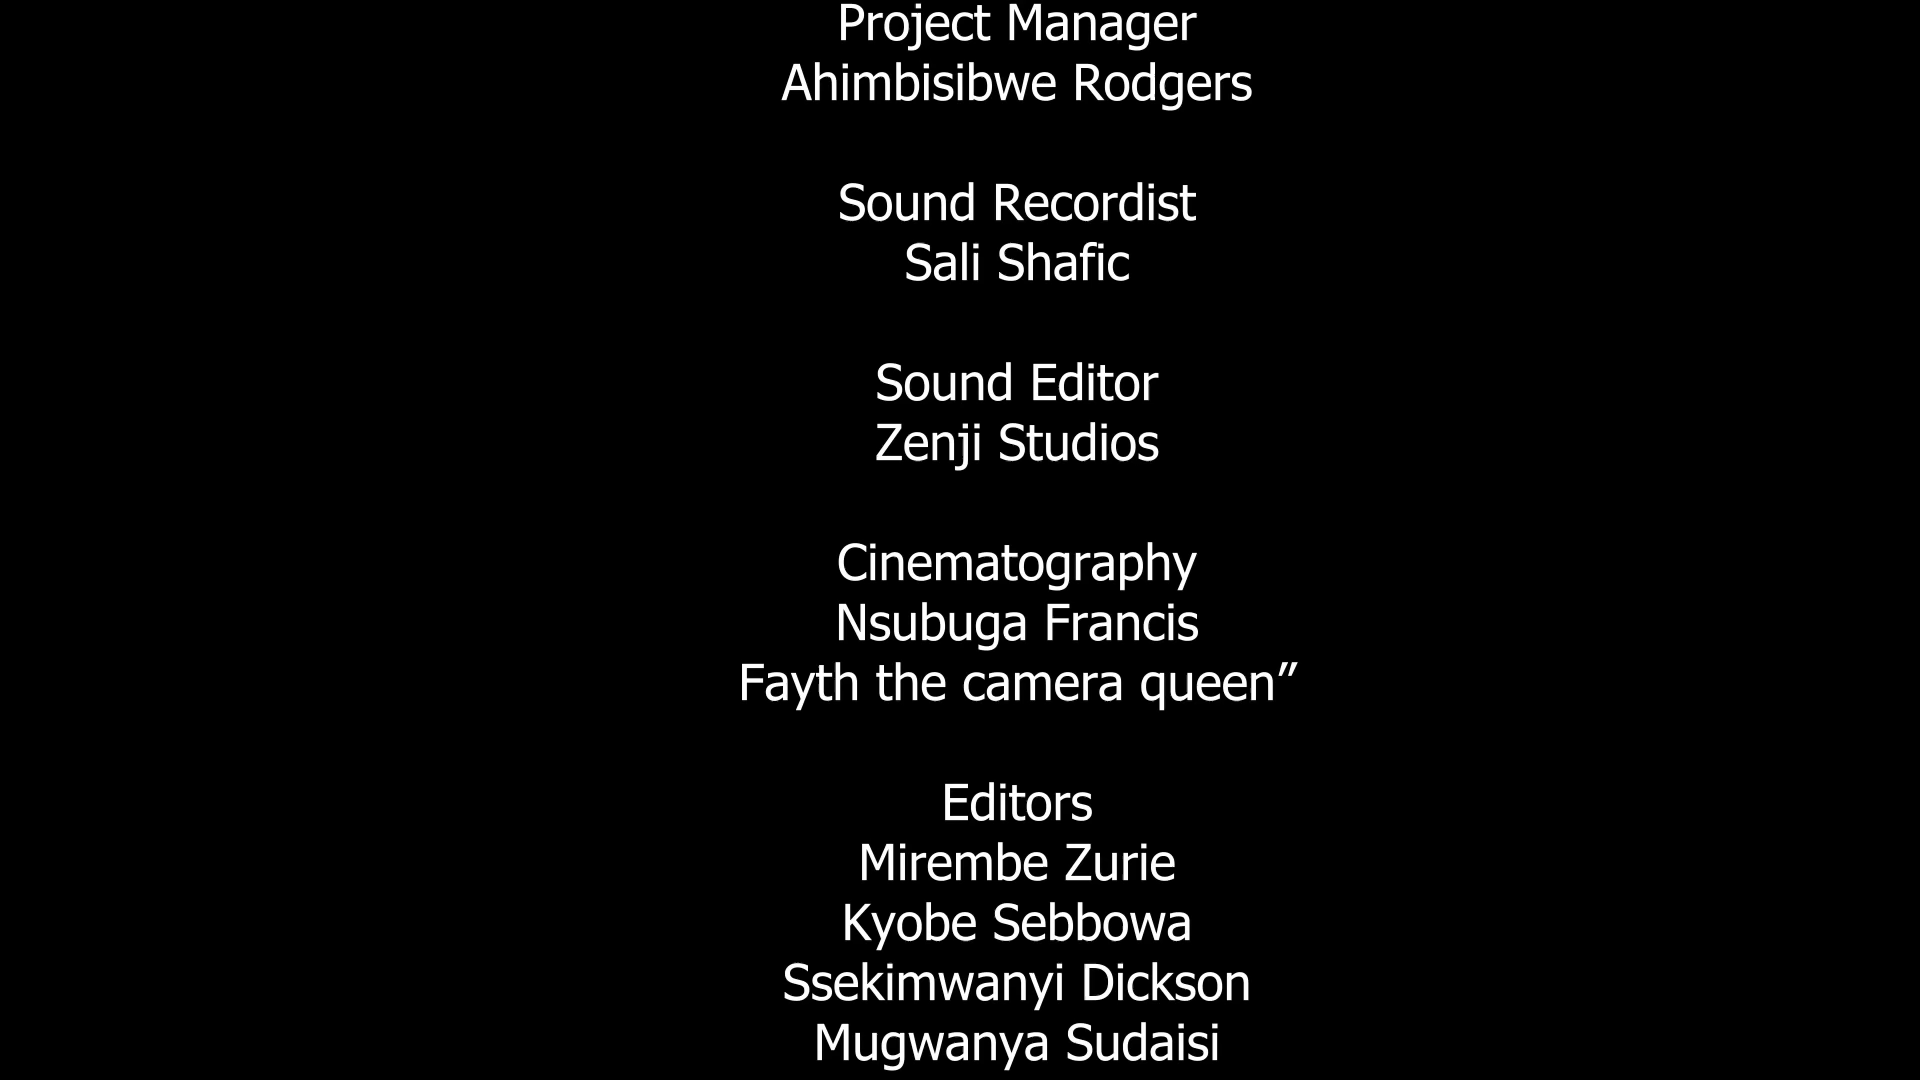 Project Manager
Ahimbisibwe Rodgers
Sound Recordist
Sali Shafic
Sound Editor
Zenji Studios
Cinematography
Nsubuga Francis
Fayth the camera queen”
Editors
Mirembe Zurie
Kyobe Sebbowa
Ssekimwanyi Dickson
Mugwanya Sudaisi